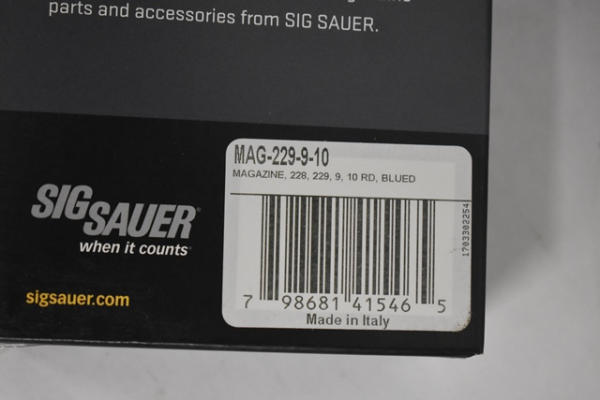 parts and accessories from SIG SAUER.
MAG-229-9-10
MAGAZINE, 228, 229, 9, 10 RD, BLUED
SIG SAUER
when it counts
sigsauer.com
1703302254
7 98681 41546 5
Made in Italy